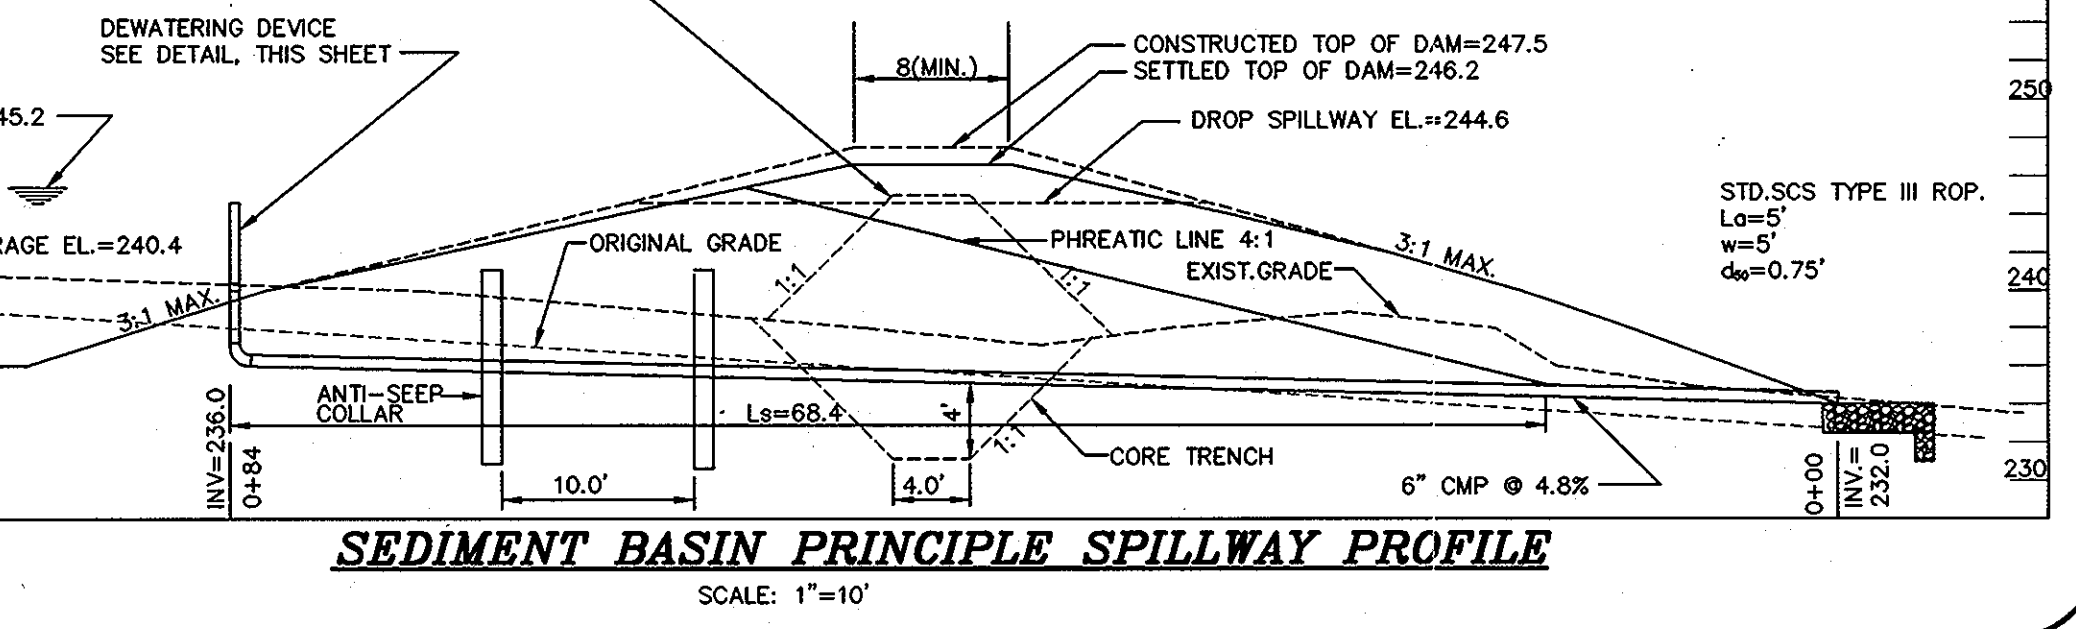 DEWATERING DEVICE
SEE DETAIL, THIS SHEET
8(MIN.)
CONSTRUCTED TOP OF DAM=247.5
SETTLED TOP OF DAM=246.2
DROP SPILLWAY EL.=244.6
45.2
RAGE EL.=240.4
ORIGINAL GRADE
PHREATIC LINE 4:1
EXIST.GRADE
3:1 MAX.
3:1 MAX.
1:1
1:1
1:1
STD.SCS TYPE III ROP.
La=5'
w=5'
d50=0.75'
250
240
230
ANTI-SEEP
COLLAR
Ls=68.4
4'
CORE TRENCH
10.0'
4.0'
6" CMP @ 4.8%
INV=236.0
0+84
0+00
INV.=
232.0
SEDIMENT BASIN PRINCIPLE SPILLWAY PROFILE
SCALE: 1"=10'